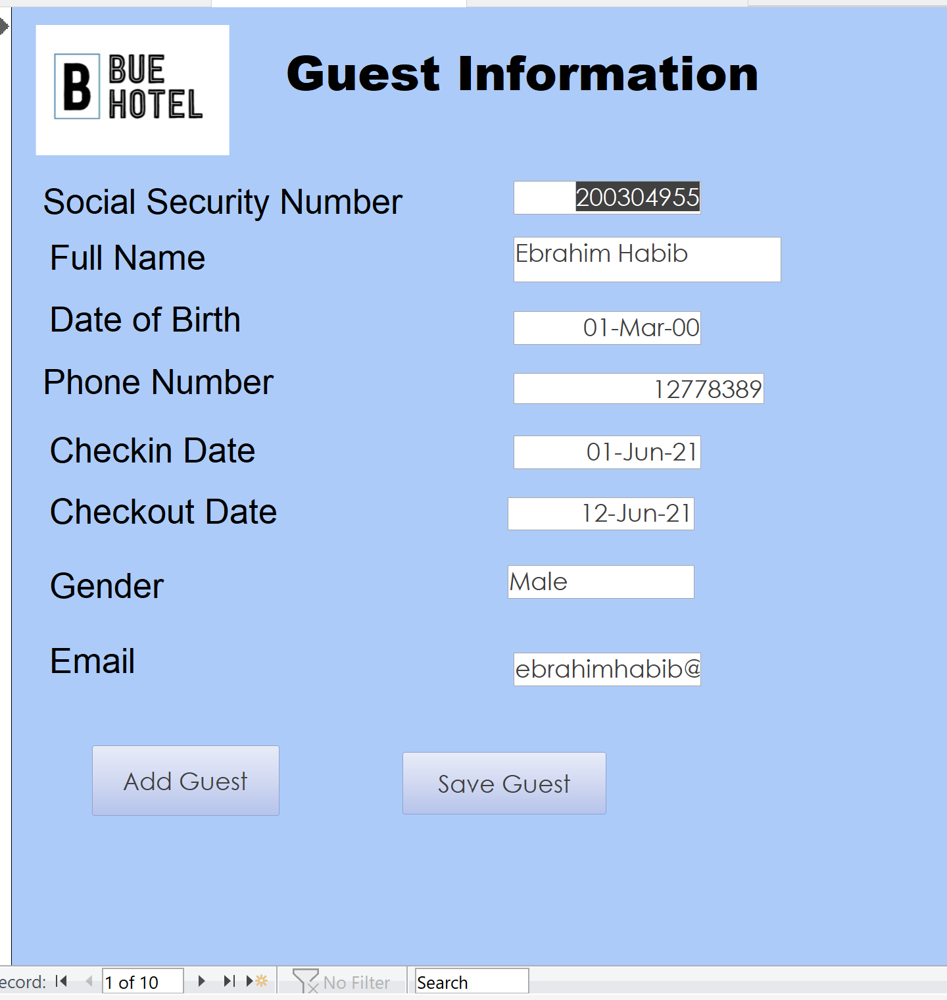 B BUE
HOTEL
Guest Information
Social Security Number 200304955
Full Name Ebrahim Habib
Date of Birth 01-Mar-00
Phone Number 12778389
Checkin Date 01-Jun-21
Checkout Date 12-Jun-21
Gender Male
Email ebrahimhabib@
Add Guest Save Guest
ecord: 1 of 10 No Filter Search